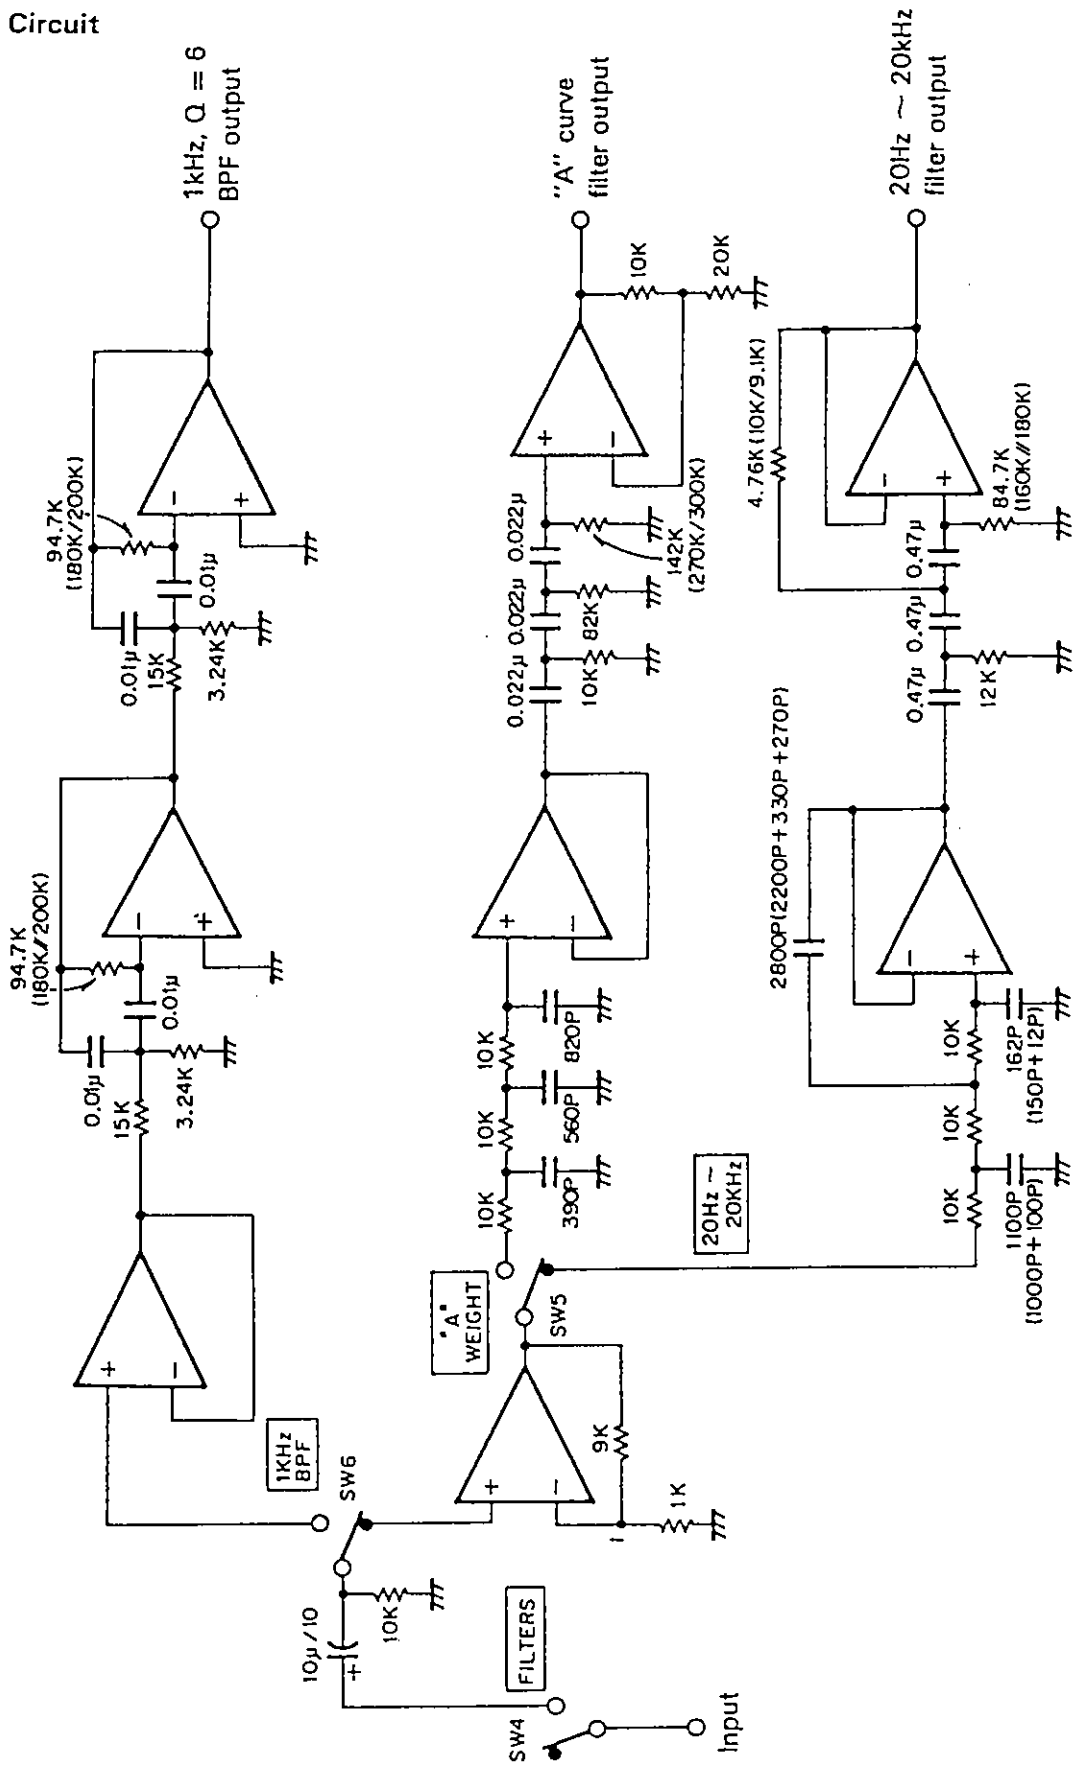 Circuit
1kHz, Q = 6
BPF output
94.7K
(180K/200K)
0.01μ
0.01μ
15K
3.24K
−
+
94.7K
(180K//200K)
0.01μ
0.01μ
15K
3.24K
−
+
+
−
1KHz
BPF
SW6
"A" curve
filter output
10K
20K
+
−
0.022μ
0.022μ
0.022μ
142K
(270K/300K)
82K
10K
+
−
10K
10K
10K
820P
560P
390P
"A"
WEIGHT
SW5
20Hz ~
20KHz
+
−
9K
1K
10μ/10
+
10K
FILTERS
SW4
Input
20Hz ~ 20kHz
filter output
4.76K(10K/9.1K)
−
+
84.7K
(160K//180K)
0.47μ
0.47μ
0.47μ
12K
2800P(2200P+330P+270P)
−
+
10K
10K
10K
162P
(150P+12P)
1100P
(1000P+100P)